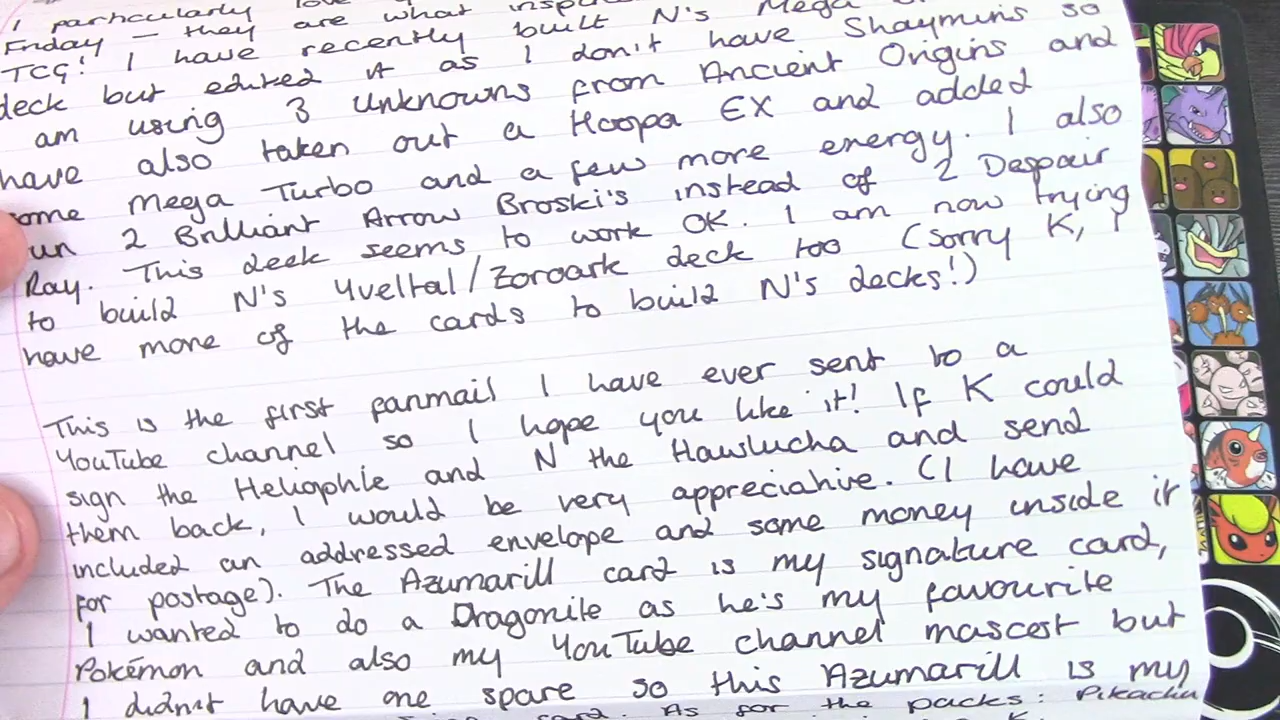 I particularly love
Friday - they are what inspi
TCG! I have recently built N's Mega
deck but edited it as I don't have Shaymins so
am using 3 Unknowns from Ancient Origins and
have also taken out a Hoopa EX and added
ome Mega Turbo and a few more energy. I also
un 2 Brilliant Arrow Broski's instead of 2 Despair
Ray. This deck seems to work OK. I am now trying
to build N's Yveltal/Zoroark deck too (sorry K, I
have more of the cards to build N's decks!)
This is the first fanmail I have ever sent to a
YouTube channel so I hope you like it! If K could
sign the Heliophile and N the Hawslucha and send
them back, I would be very appreciative. (I have
included an addressed envelope and some money inside it
for postage). The Azumarill card is my signature card,
I wanted to do a Dragonite as he's my favourite
Pokémon and also my YouTube channel mascot but
I didn't have one spare so this Azumarill is my
card. As for the packs: Pikachu